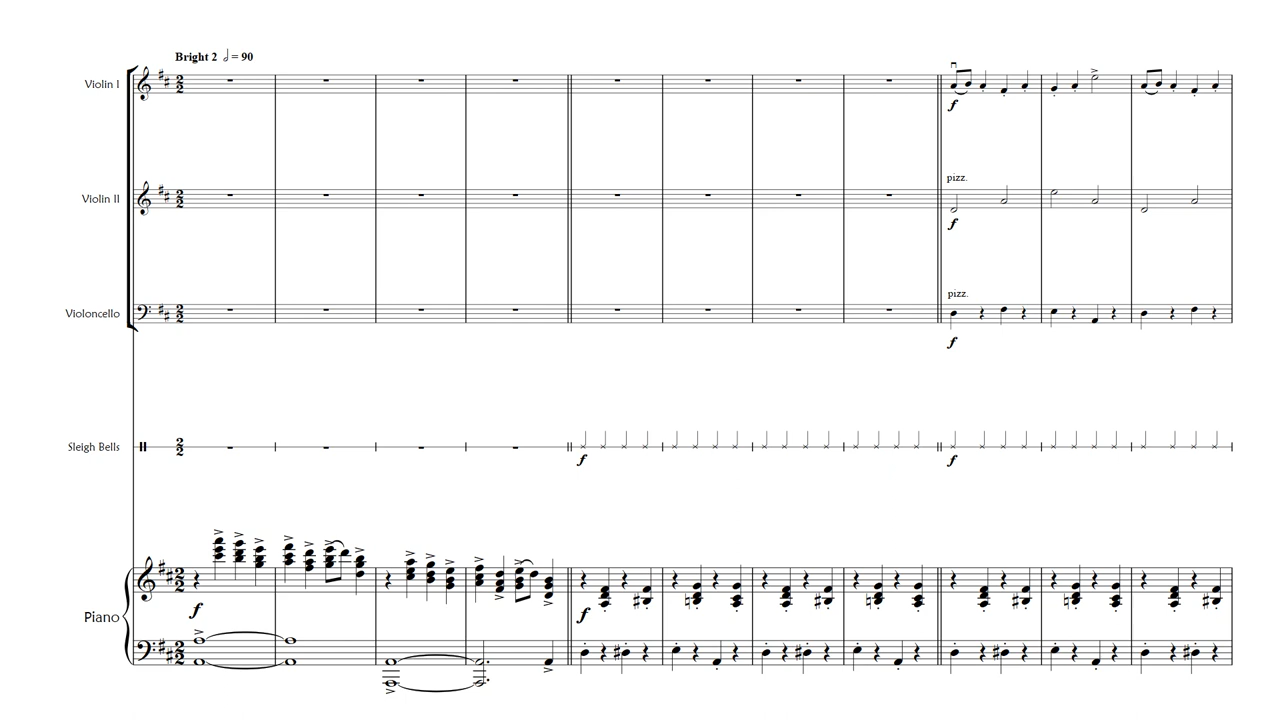 Bright 2 𝅗𝅥 = 90
Violin I
f
pizz.
Violin II
f
pizz.
Violoncello
f
Sleigh Bells
f
f
Piano
f
f